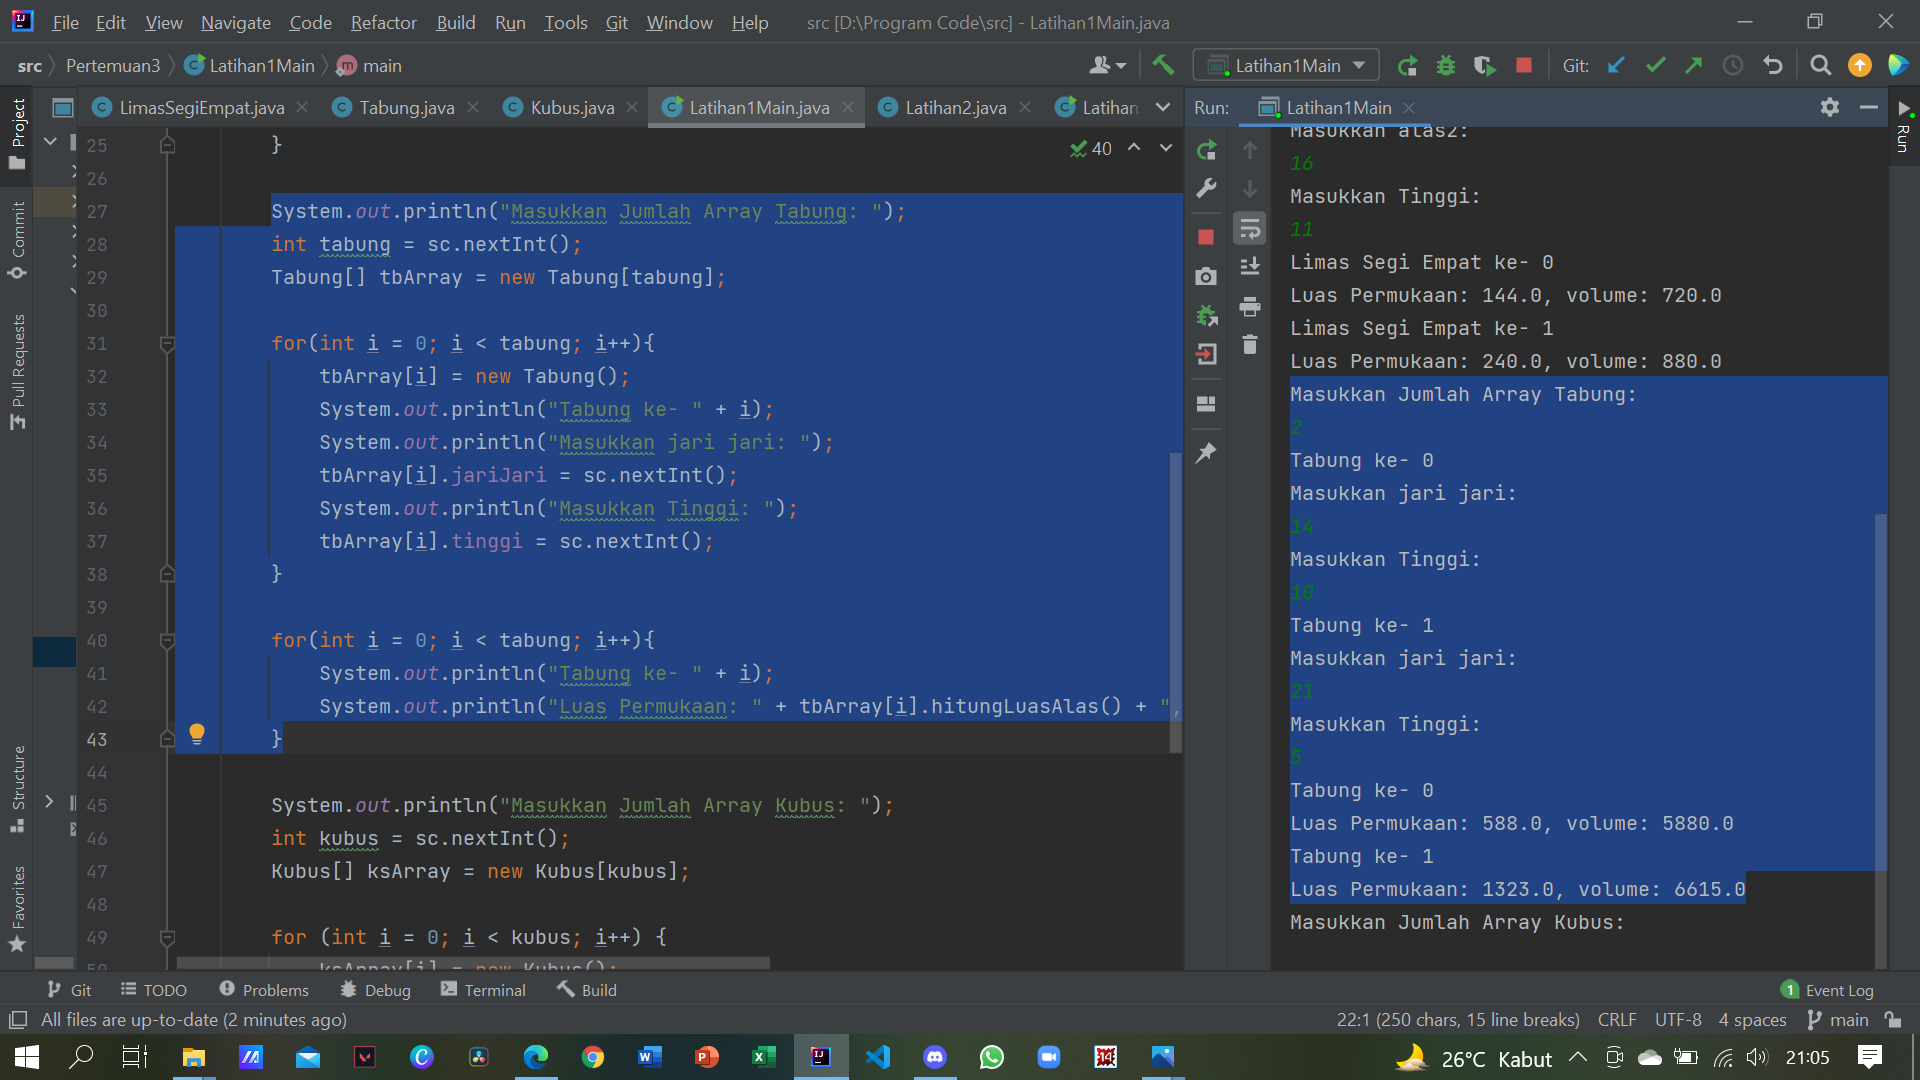 File Edit View Navigate Code Refactor Build Run Tools Git Window Help src [D:\Program Code\src] - Latihan1Main.java
src Pertemuan3 Latihan1Main main
Latihan1Main Git:
LimasSegiEmpat.java Tabung.java Kubus.java Latihan1Main.java Latihan2.java Latihan
Run: Latihan1Main
Project
Commit
Pull Requests
Structure
Favorites
Run
40
25 }
26
27 System.out.println("Masukkan Jumlah Array Tabung: ");
28 int tabung = sc.nextInt();
29 Tabung[] tbArray = new Tabung[tabung];
30
31 for(int i = 0; i < tabung; i++){
32 tbArray[i] = new Tabung();
33 System.out.println("Tabung ke- " + i);
34 System.out.println("Masukkan jari jari: ");
35 tbArray[i].jariJari = sc.nextInt();
36 System.out.println("Masukkan Tinggi: ");
37 tbArray[i].tinggi = sc.nextInt();
38 }
39
40 for(int i = 0; i < tabung; i++){
41 System.out.println("Tabung ke- " + i);
42 System.out.println("Luas Permukaan: " + tbArray[i].hitungLuasAlas() + ",
43 }
44
45 System.out.println("Masukkan Jumlah Array Kubus: ");
46 int kubus = sc.nextInt();
47 Kubus[] ksArray = new Kubus[kubus];
48
49 for (int i = 0; i < kubus; i++) {
50 ksArray[i] = new Kubus();
Masukkan alas2:
16
Masukkan Tinggi:
11
Limas Segi Empat ke- 0
Luas Permukaan: 144.0, volume: 720.0
Limas Segi Empat ke- 1
Luas Permukaan: 240.0, volume: 880.0
Masukkan Jumlah Array Tabung:
2
Tabung ke- 0
Masukkan jari jari:
14
Masukkan Tinggi:
10
Tabung ke- 1
Masukkan jari jari:
21
Masukkan Tinggi:
5
Tabung ke- 0
Luas Permukaan: 588.0, volume: 5880.0
Tabung ke- 1
Luas Permukaan: 1323.0, volume: 6615.0
Masukkan Jumlah Array Kubus:
Git TODO Problems Debug Terminal Build 1 Event Log
All files are up-to-date (2 minutes ago) 22:1 (250 chars, 15 line breaks) CRLF UTF-8 4 spaces main
26°C Kabut 21:05